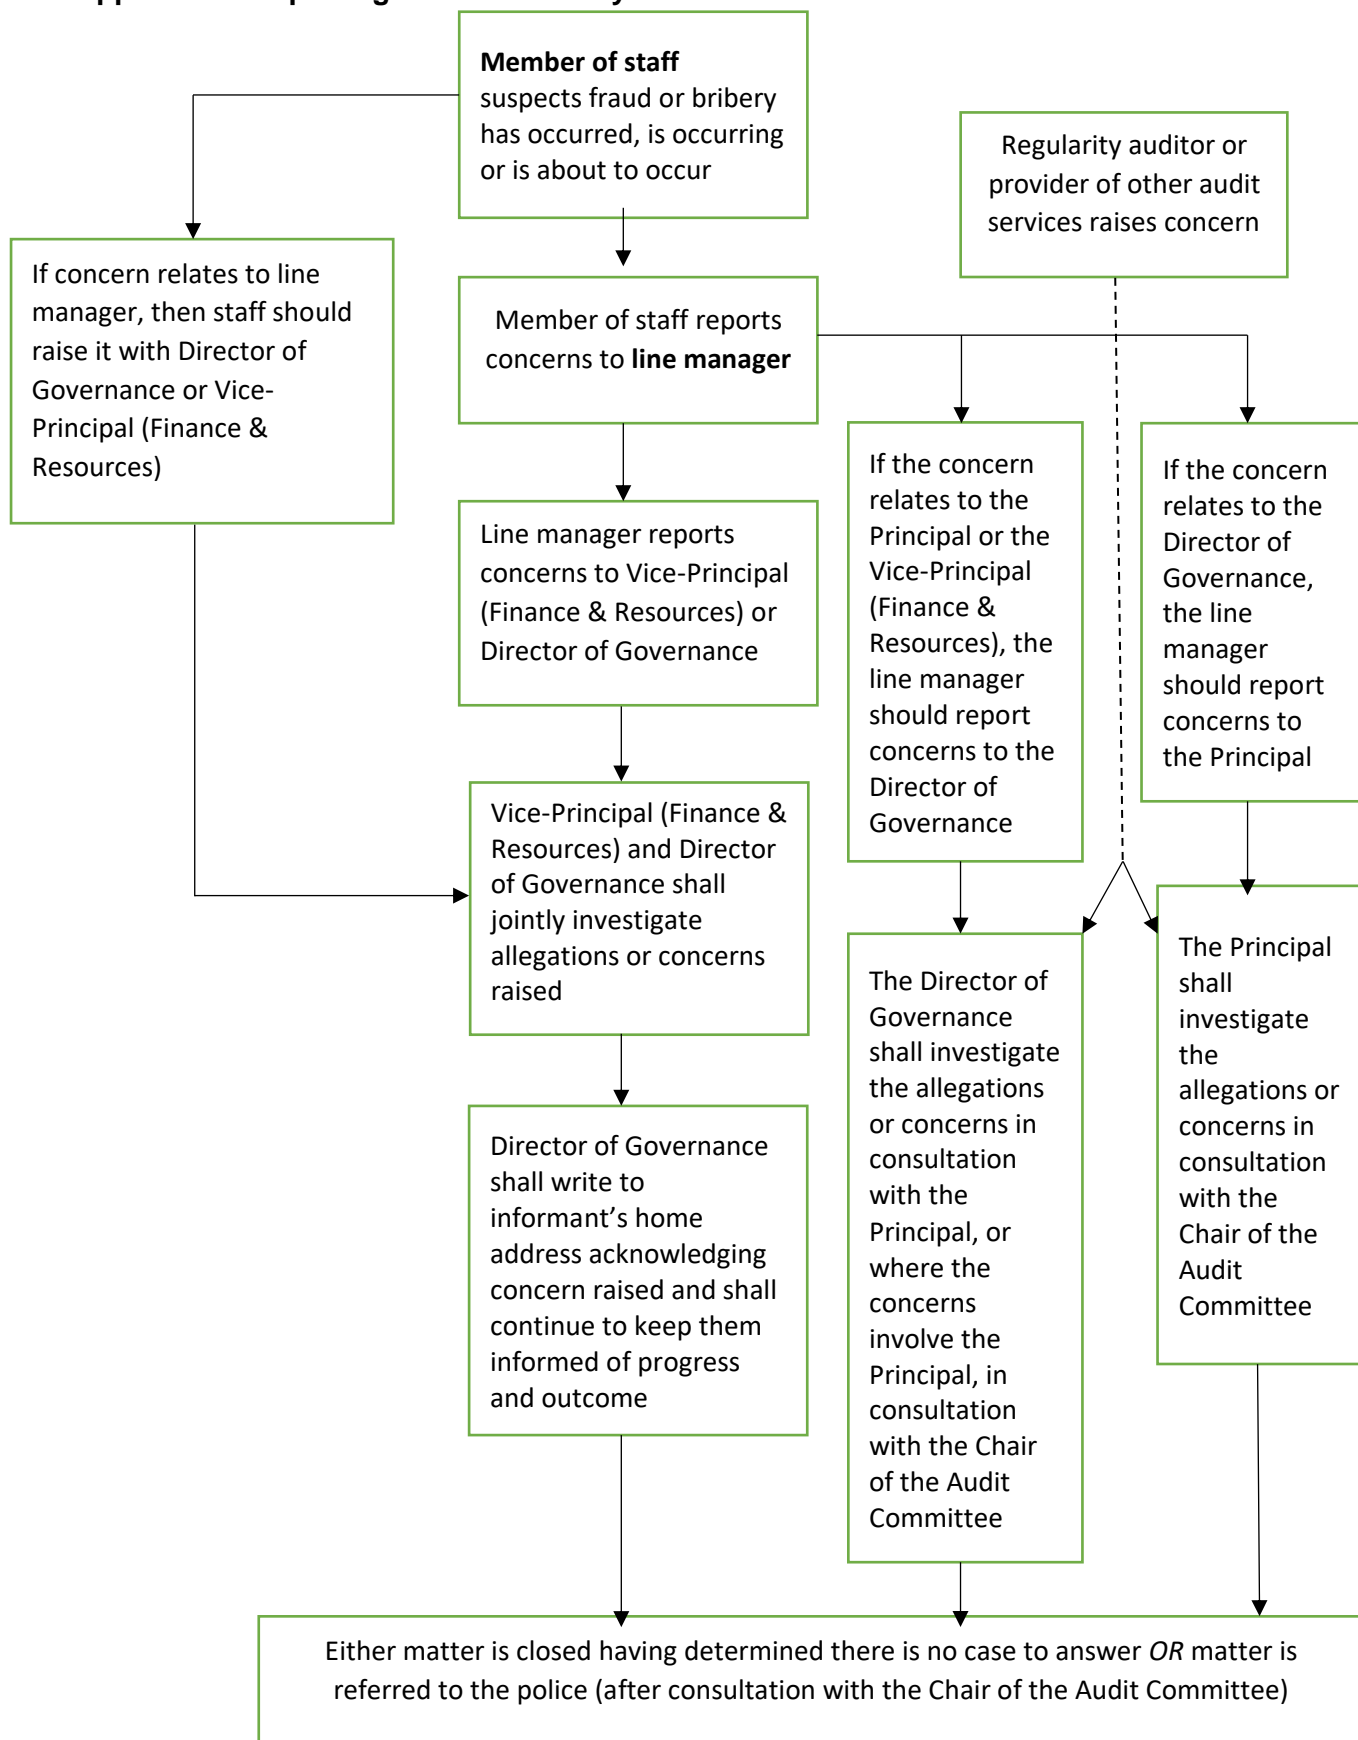 Member of staff
suspects fraud or bribery
has occurred, is occurring
or is about to occur
Regularity auditor or
provider of other audit
services raises concern
If concern relates to line
manager, then staff should
raise it with Director of
Governance or Vice-
Principal (Finance &
Resources)
Member of staff reports
concerns to line manager
Line manager reports
concerns to Vice-Principal
(Finance & Resources) or
Director of Governance
If the concern
relates to the
Principal or the
Vice-Principal
(Finance &
Resources), the
line manager
should report
concerns to the
Director of
Governance
If the concern
relates to the
Director of
Governance,
the line
manager
should report
concerns to
the Principal
Vice-Principal (Finance &
Resources) and Director
of Governance shall
jointly investigate
allegations or concerns
raised
Director of Governance
shall write to
informant’s home
address acknowledging
concern raised and shall
continue to keep them
informed of progress
and outcome
The Director of
Governance
shall investigate
the allegations
or concerns in
consultation
with the
Principal, or
where the
concerns
involve the
Principal, in
consultation
with the Chair
of the Audit
Committee
The Principal
shall
investigate
the
allegations or
concerns in
consultation
with the
Chair of the
Audit
Committee
Either matter is closed having determined there is no case to answer OR matter is
referred to the police (after consultation with the Chair of the Audit Committee)